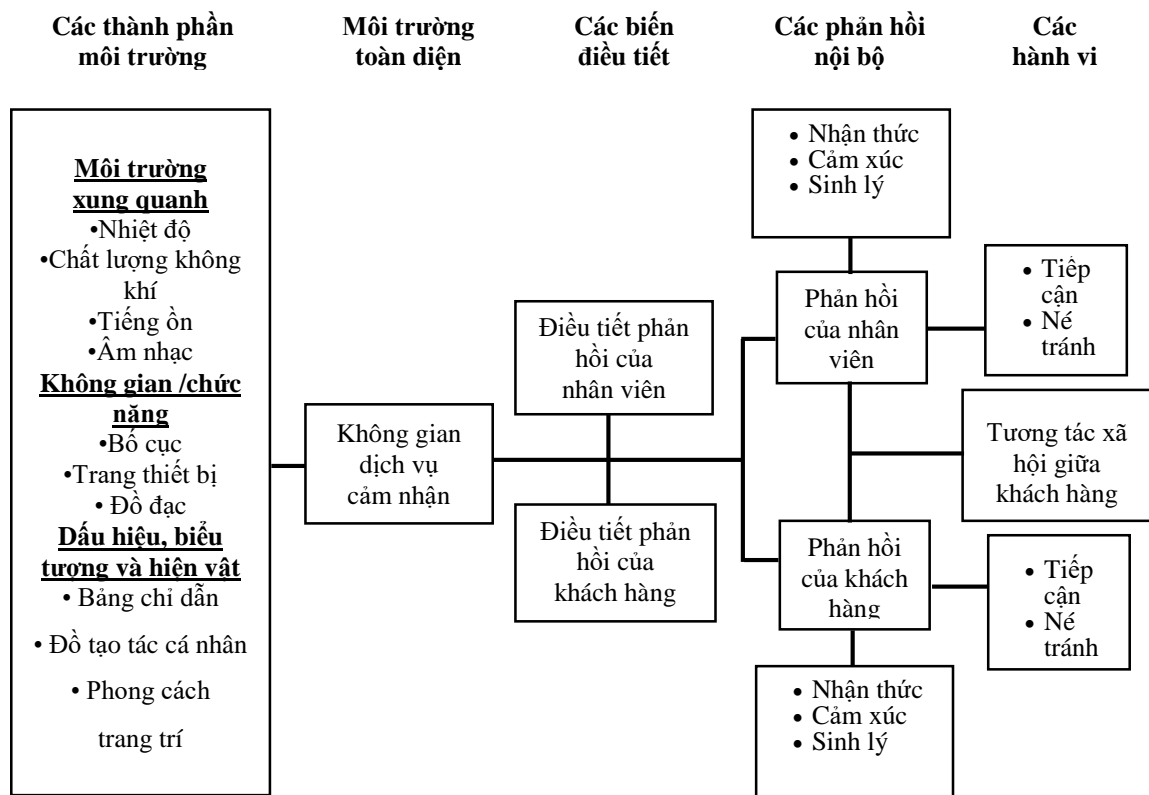 Các thành phần
môi trường
Môi trường
toàn diện
Các biến
điều tiết
Các phản hồi
nội bộ
Các
hành vi
Môi trường
xung quanh
•Nhiệt độ
•Chất lượng không
khí
•Tiếng ồn
•Âm nhạc
Không gian /chức
năng
•Bố cục
•Trang thiết bị
• Đồ đạc
Dấu hiệu, biểu
tượng và hiện vật
• Bảng chỉ dẫn
• Đồ tạo tác cá nhân
• Phong cách
trang trí
Không gian
dịch vụ
cảm nhận
Điều tiết phản
hồi của
nhân viên
Điều tiết phản
hồi của
khách hàng
• Nhận thức
• Cảm xúc
• Sinh lý
Phản hồi
của nhân
viên
Phản hồi
của khách
hàng
• Nhận thức
• Cảm xúc
• Sinh lý
• Tiếp
cận
• Né
tránh
Tương tác xã
hội giữa
khách hàng
• Tiếp
cận
• Né
tránh